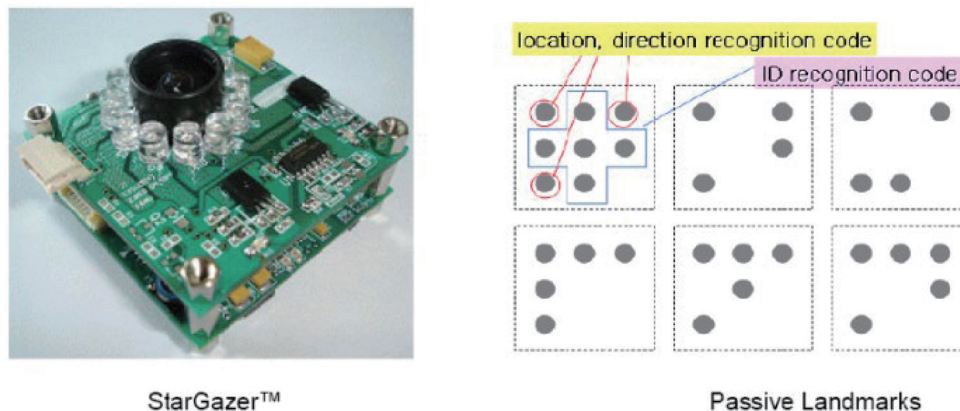 location, direction recognition code
ID recognition code
StarGazer™
Passive Landmarks